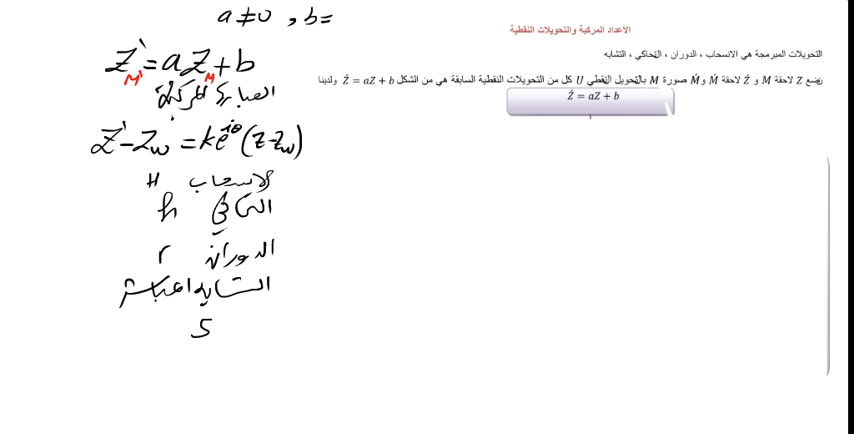 الأعداد المركبة والتحويلات النقطية
التحويلات المبرمجة هي الانسحاب ، الدوران ، التحاكي ، التشابه
نضع Z لاحقة M و Ź لاحقة Ḿ و Ḿ صورة M بالتحويل النقطي U كل من التحويلات النقطية السابقة هي من الشكل Ź = aZ + b ولدينا
Ź = aZ + b
a ≠ 0 , b =
Z` = aZ + b
M` M
العبارة المركبة
Z` - Zw = k e^iθ (Z - Zw)
الانسحاب H
التحاكي h
الدوران r
التشابه المباشر
S